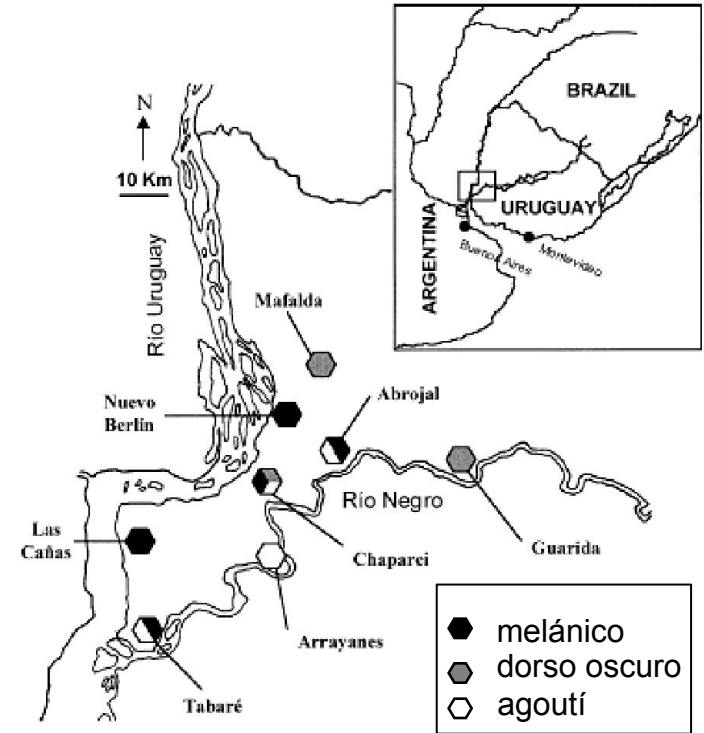 N
10 Km
Río Uruguay
Mafalda
Nuevo
Berlín
Abrojal
Río Negro
Las
Cañas
Chaparei
Guarida
Arrayanes
Tabaré
BRAZIL
URUGUAY
ARGENTINA
Buenos Aires
Montevideo
melánico
dorso oscuro
agoutí